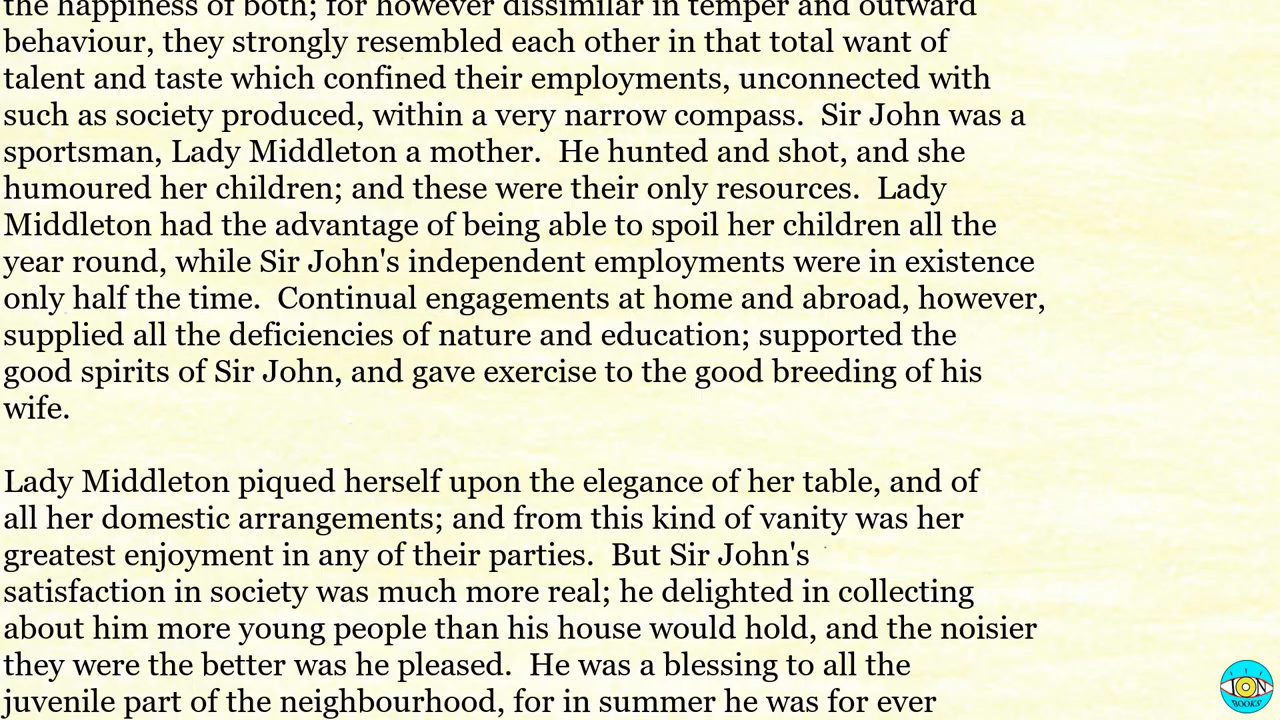 the happiness of both; for however dissimilar in temper and outward
behaviour, they strongly resembled each other in that total want of
talent and taste which confined their employments, unconnected with
such as society produced, within a very narrow compass.  Sir John was a
sportsman, Lady Middleton a mother.  He hunted and shot, and she
humoured her children; and these were their only resources.  Lady
Middleton had the advantage of being able to spoil her children all the
year round, while Sir John's independent employments were in existence
only half the time.  Continual engagements at home and abroad, however,
supplied all the deficiencies of nature and education; supported the
good spirits of Sir John, and gave exercise to the good breeding of his
wife.

Lady Middleton piqued herself upon the elegance of her table, and of
all her domestic arrangements; and from this kind of vanity was her
greatest enjoyment in any of their parties.  But Sir John's
satisfaction in society was much more real; he delighted in collecting
about him more young people than his house would hold, and the noisier
they were the better was he pleased.  He was a blessing to all the
juvenile part of the neighbourhood, for in summer he was for ever
ION
BOOKS